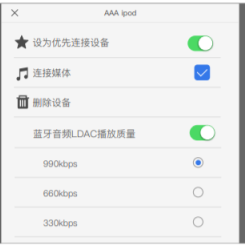 AAA ipod
设为优先连接设备
连接媒体
删除设备
蓝牙音频LDAC播放质量
990kbps
660kbps
330kbps